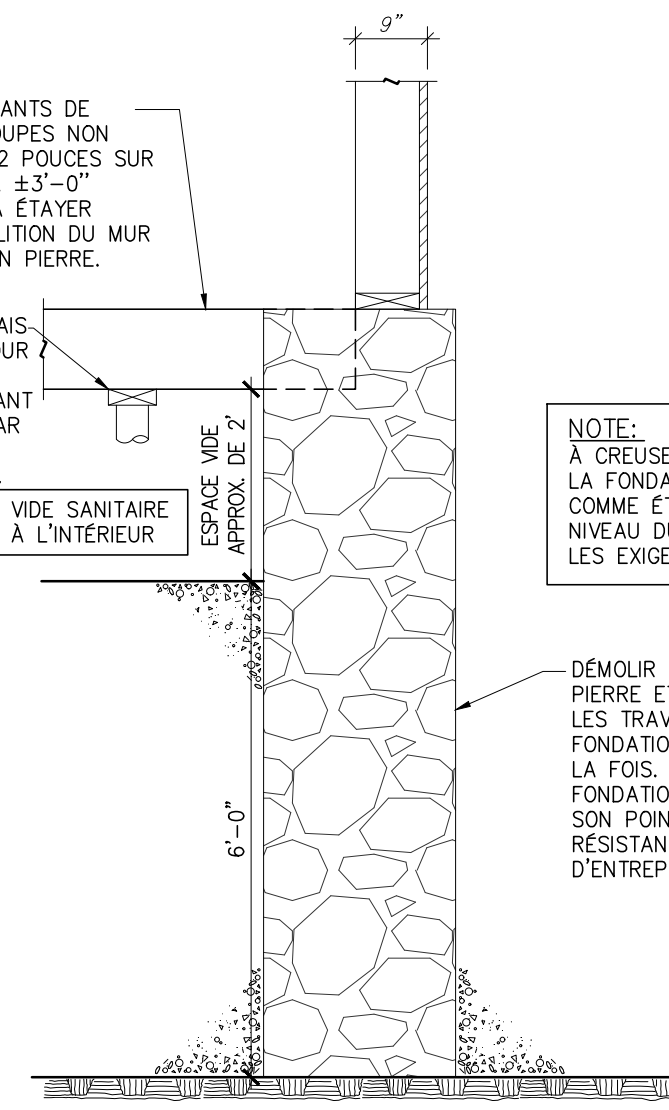 9"
ANTS DE
OUPES NON
2 POUCES SUR
±3'-0"
À ÉTAYER
LITION DU MUR
N PIERRE.
AIS
OUR
ANT
AR
VIDE SANITAIRE
À L'INTÉRIEUR
ESPACE VIDE
APPROX. DE 2'
6'-0"
NOTE:
À CREUSE
LA FONDA
COMME ÉT
NIVEAU DU
LES EXIGE
DÉMOLIR
PIERRE ET
LES TRAV
FONDATIO
LA FOIS.
FONDATIO
SON POIN
RÉSISTAN
D'ENTREP